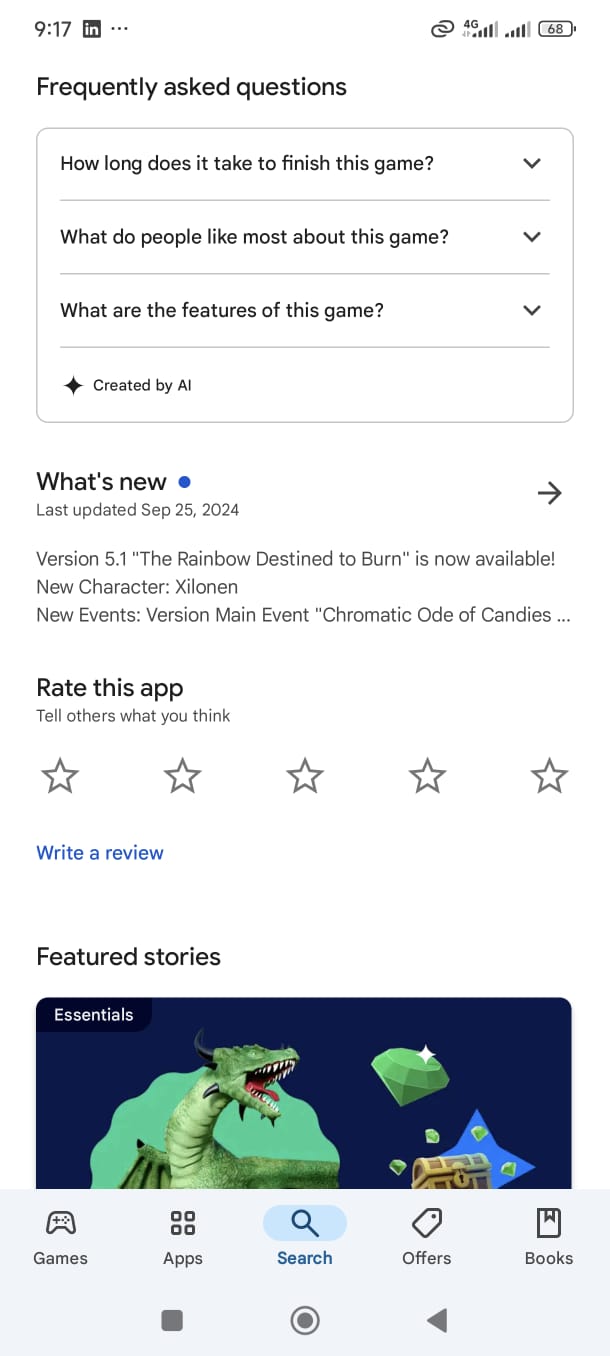 9:17 in ...
4G 68
Frequently asked questions
How long does it take to finish this game?
What do people like most about this game?
What are the features of this game?
Created by AI
What's new
Last updated Sep 25, 2024
Version 5.1 "The Rainbow Destined to Burn" is now available!
New Character: Xilonen
New Events: Version Main Event "Chromatic Ode of Candies ...
Rate this app
Tell others what you think
Write a review
Featured stories
Essentials
Games
Apps
Search
Offers
Books